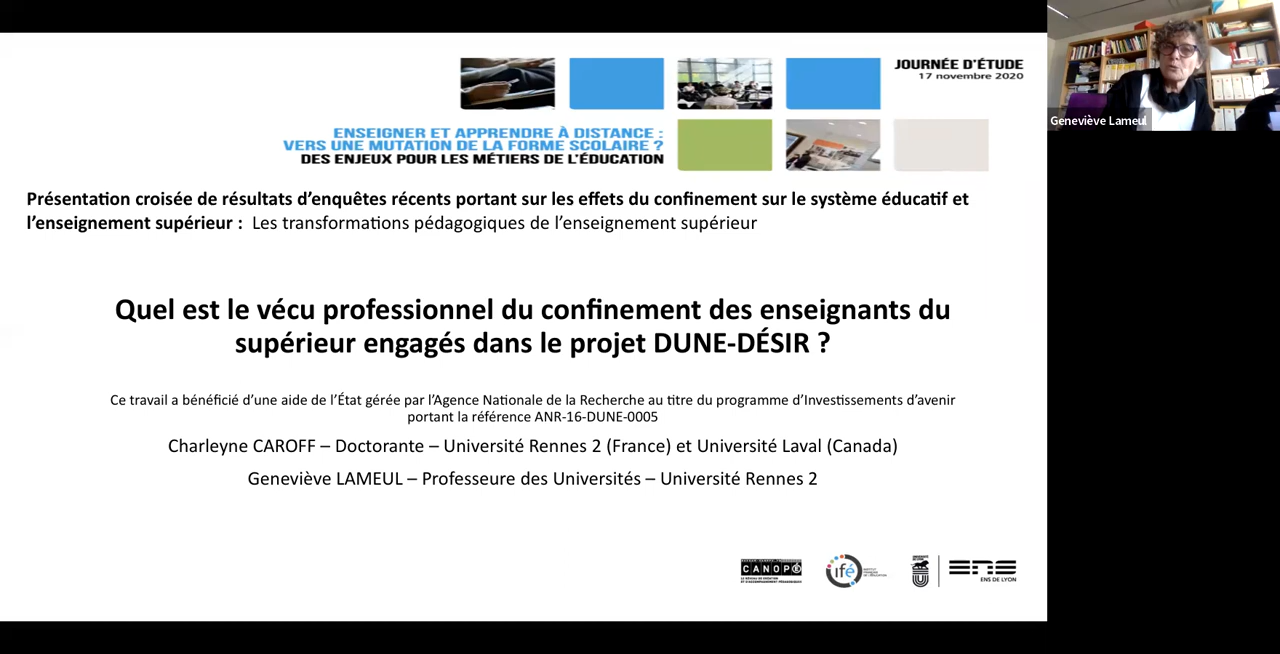 JOURNÉE D'ÉTUDE
17 novembre 2020
Geneviève Lameul
ENSEIGNER ET APPRENDRE À DISTANCE :
VERS UNE MUTATION DE LA FORME SCOLAIRE ?
DES ENJEUX POUR LES MÉTIERS DE L'ÉDUCATION
Présentation croisée de résultats d’enquêtes récents portant sur les effets du confinement sur le système éducatif et
l’enseignement supérieur : Les transformations pédagogiques de l’enseignement supérieur
Quel est le vécu professionnel du confinement des enseignants du
supérieur engagés dans le projet DUNE-DÉSIR ?
Ce travail a bénéficié d’une aide de l’État gérée par l’Agence Nationale de la Recherche au titre du programme d’Investissements d’avenir
portant la référence ANR-16-DUNE-0005
Charleyne CAROFF – Doctorante – Université Rennes 2 (France) et Université Laval (Canada)
Geneviève LAMEUL – Professeure des Universités – Université Rennes 2
CANOPÉ
ifé
ENS
ENS DE LYON